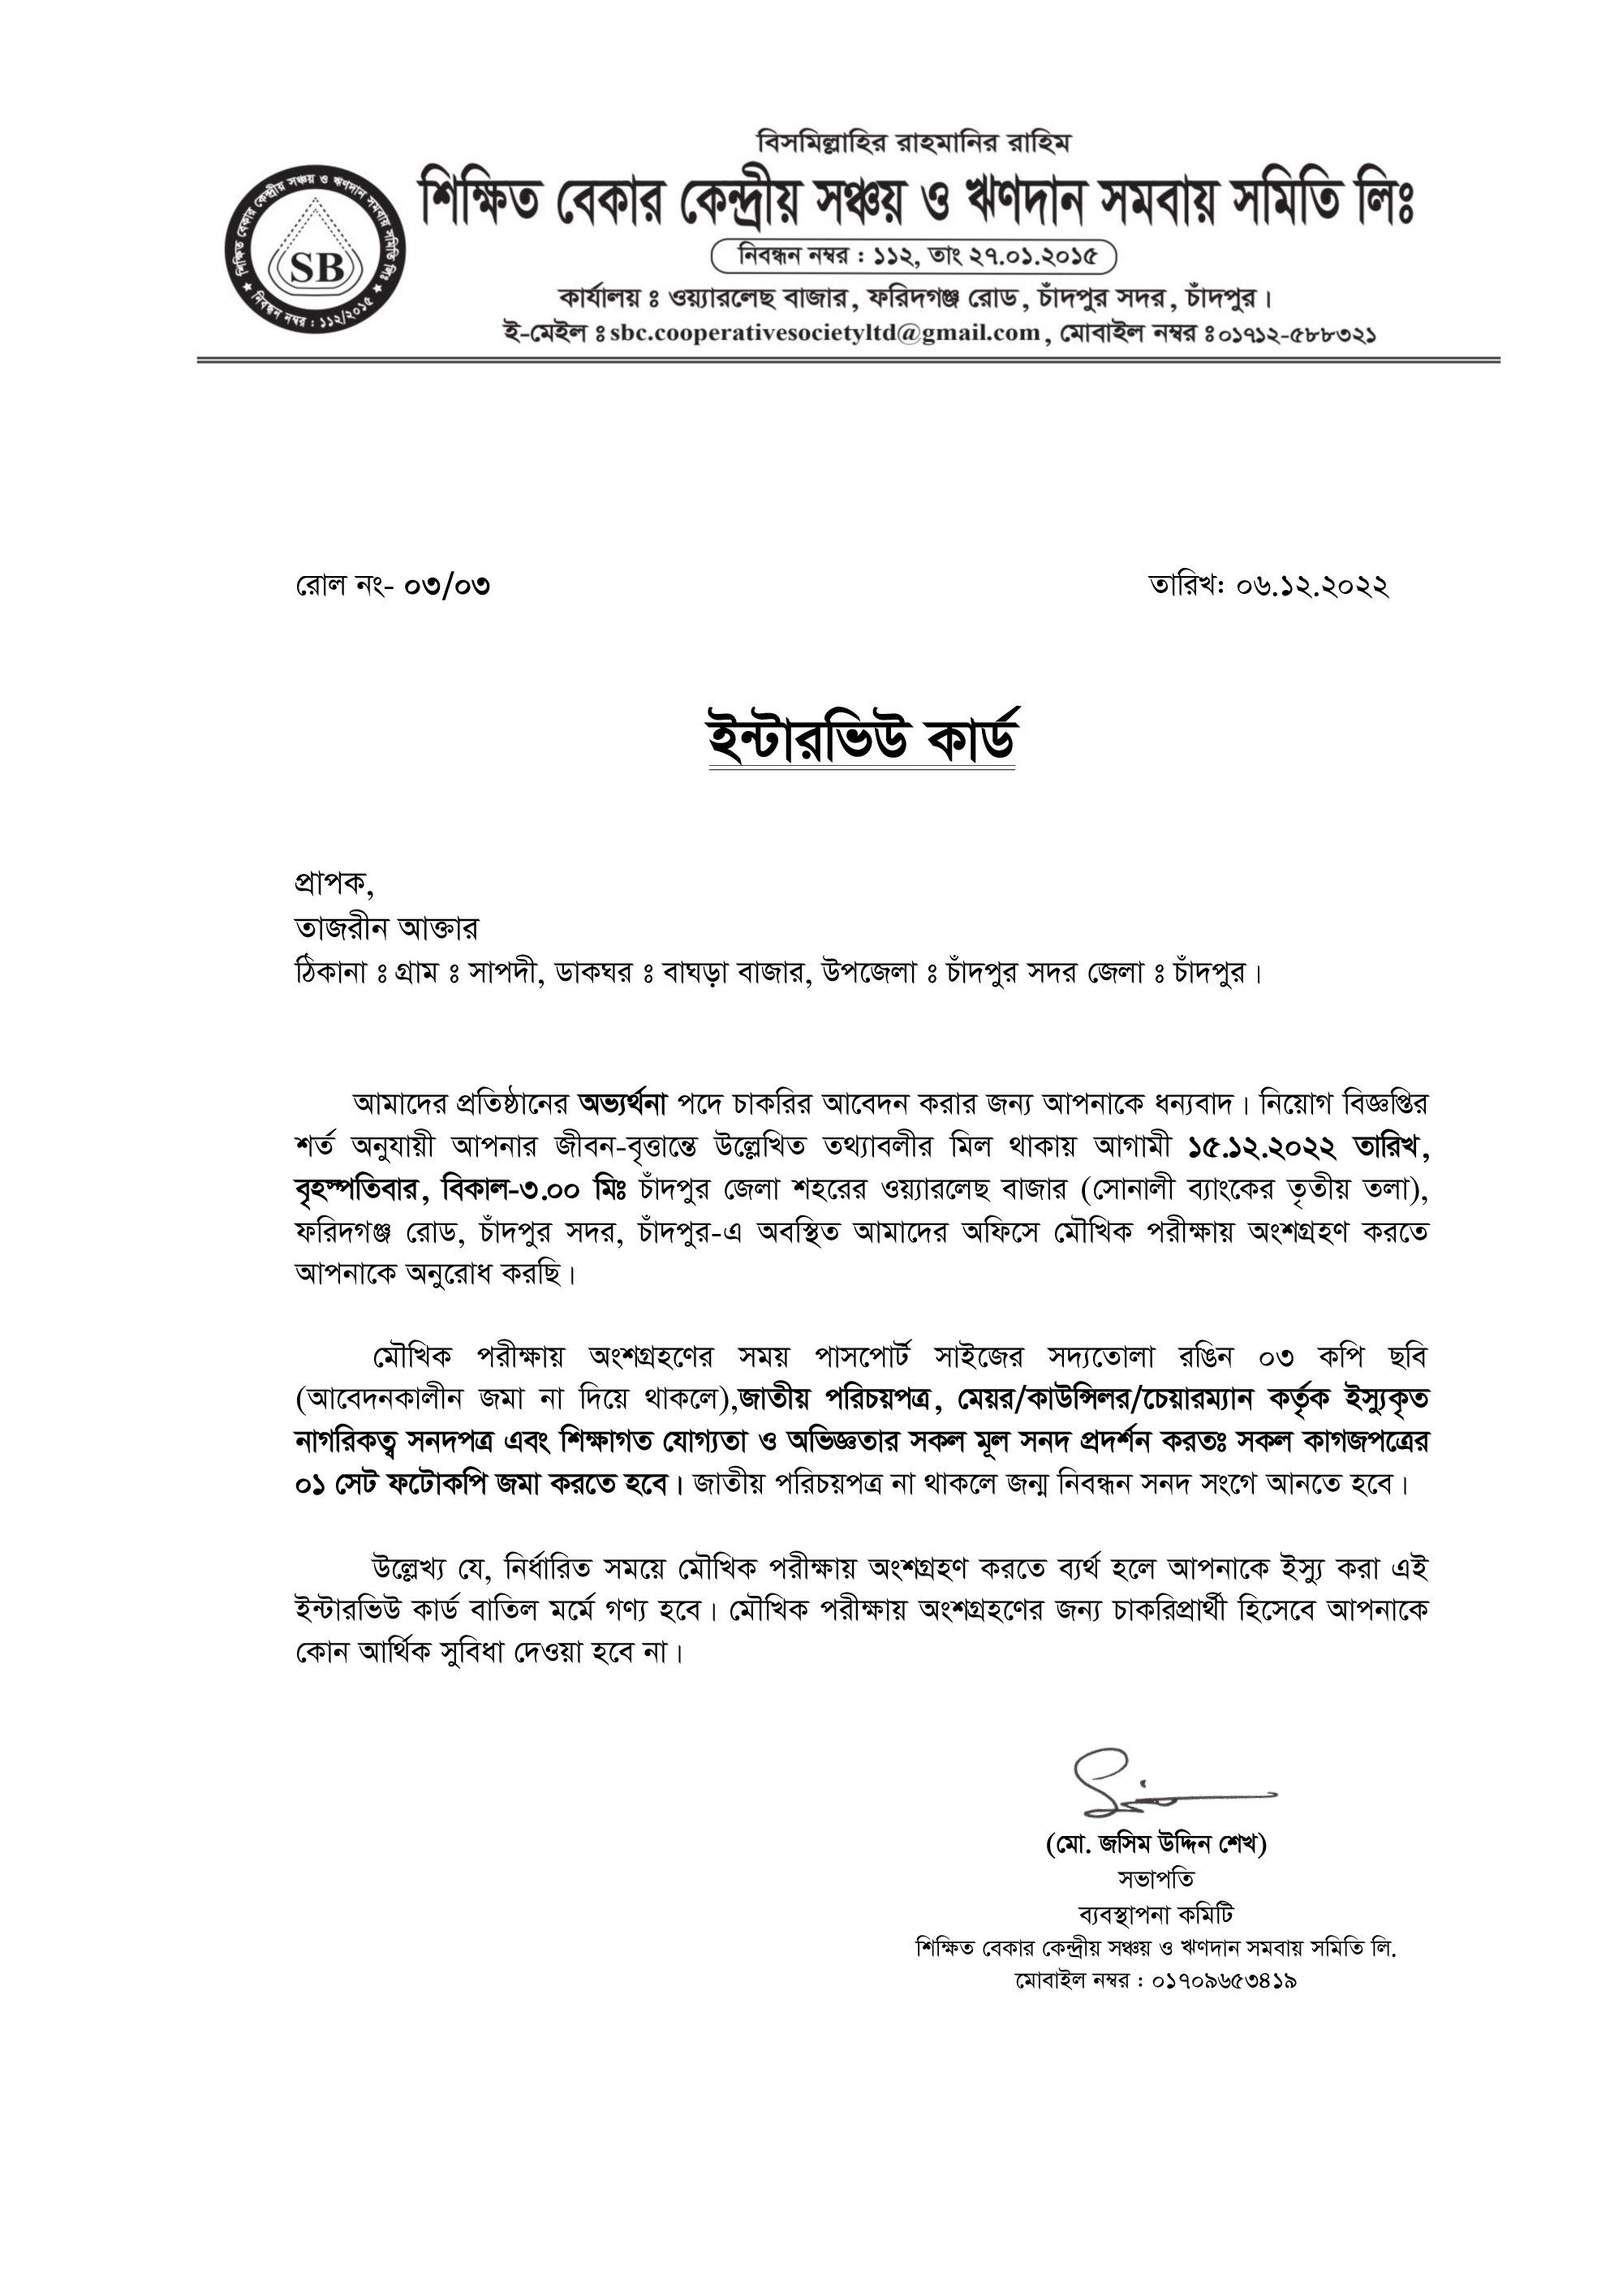 বিসমিল্লাহির রাহমানির রাহিম
শিক্ষিত বেকার কেন্দ্রীয় সঞ্চয় ও ঋণদান সমবায় সমিতি লিঃ
শিক্ষিত বেকার কেন্দ্রীয় সঞ্চয় ও ঋণদান সমবায় সমিতি লিঃ
SB
★ নিবন্ধন নম্বর : ১১২/২০১৫ ★
নিবন্ধন নম্বর : ১১২, তাং ২৭.০১.২০১৫
কার্যালয় ঃ ওয়্যারলেছ বাজার, ফরিদগঞ্জ রোড, চাঁদপুর সদর, চাঁদপুর।
ই-মেইল ঃ sbc.cooperativesocietyltd@gmail.com, মোবাইল নম্বর ঃ ০১৭১২-৫৮৮৩২১
রোল নং- ০৩/০৩
তারিখ: ০৬.১২.২০২২
ইন্টারভিউ কার্ড
প্রাপক,
তাজরীন আক্তার
ঠিকানা ঃ গ্রাম ঃ সাপদী, ডাকঘর ঃ বাঘড়া বাজার, উপজেলা ঃ চাঁদপুর সদর জেলা ঃ চাঁদপুর।
আমাদের প্রতিষ্ঠানের অভ্যর্থনা পদে চাকরির আবেদন করার জন্য আপনাকে ধন্যবাদ। নিয়োগ বিজ্ঞপ্তির
শর্ত অনুযায়ী আপনার জীবন-বৃত্তান্তে উল্লেখিত তথ্যাবলীর মিল থাকায় আগামী ১৫.১২.২০২২ তারিখ,
বৃহস্পতিবার, বিকাল-৩.০০ মিঃ চাঁদপুর জেলা শহরের ওয়্যারলেছ বাজার (সোনালী ব্যাংকের তৃতীয় তলা),
ফরিদগঞ্জ রোড, চাঁদপুর সদর, চাঁদপুর-এ অবস্থিত আমাদের অফিসে মৌখিক পরীক্ষায় অংশগ্রহণ করতে
আপনাকে অনুরোধ করছি।
মৌখিক পরীক্ষায় অংশগ্রহণের সময় পাসপোর্ট সাইজের সদ্যতোলা রঙিন ০৩ কপি ছবি
(আবেদনকালীন জমা না দিয়ে থাকলে),জাতীয় পরিচয়পত্র, মেয়র/কাউন্সিলর/চেয়ারম্যান কর্তৃক ইস্যুকৃত
নাগরিকত্ব সনদপত্র এবং শিক্ষাগত যোগ্যতা ও অভিজ্ঞতার সকল মূল সনদ প্রদর্শন করতঃ সকল কাগজপত্রের
০১ সেট ফটোকপি জমা করতে হবে। জাতীয় পরিচয়পত্র না থাকলে জন্ম নিবন্ধন সনদ সংগে আনতে হবে।
উল্লেখ্য যে, নির্ধারিত সময়ে মৌখিক পরীক্ষায় অংশগ্রহণ করতে ব্যর্থ হলে আপনাকে ইস্যু করা এই
ইন্টারভিউ কার্ড বাতিল মর্মে গণ্য হবে। মৌখিক পরীক্ষায় অংশগ্রহণের জন্য চাকরিপ্রার্থী হিসেবে আপনাকে
কোন আর্থিক সুবিধা দেওয়া হবে না।
(মো. জসিম উদ্দিন শেখ)
সভাপতি
ব্যবস্থাপনা কমিটি
শিক্ষিত বেকার কেন্দ্রীয় সঞ্চয় ও ঋণদান সমবায় সমিতি লি.
মোবাইল নম্বর : ০১৭০৯৬৫৩৪১৯